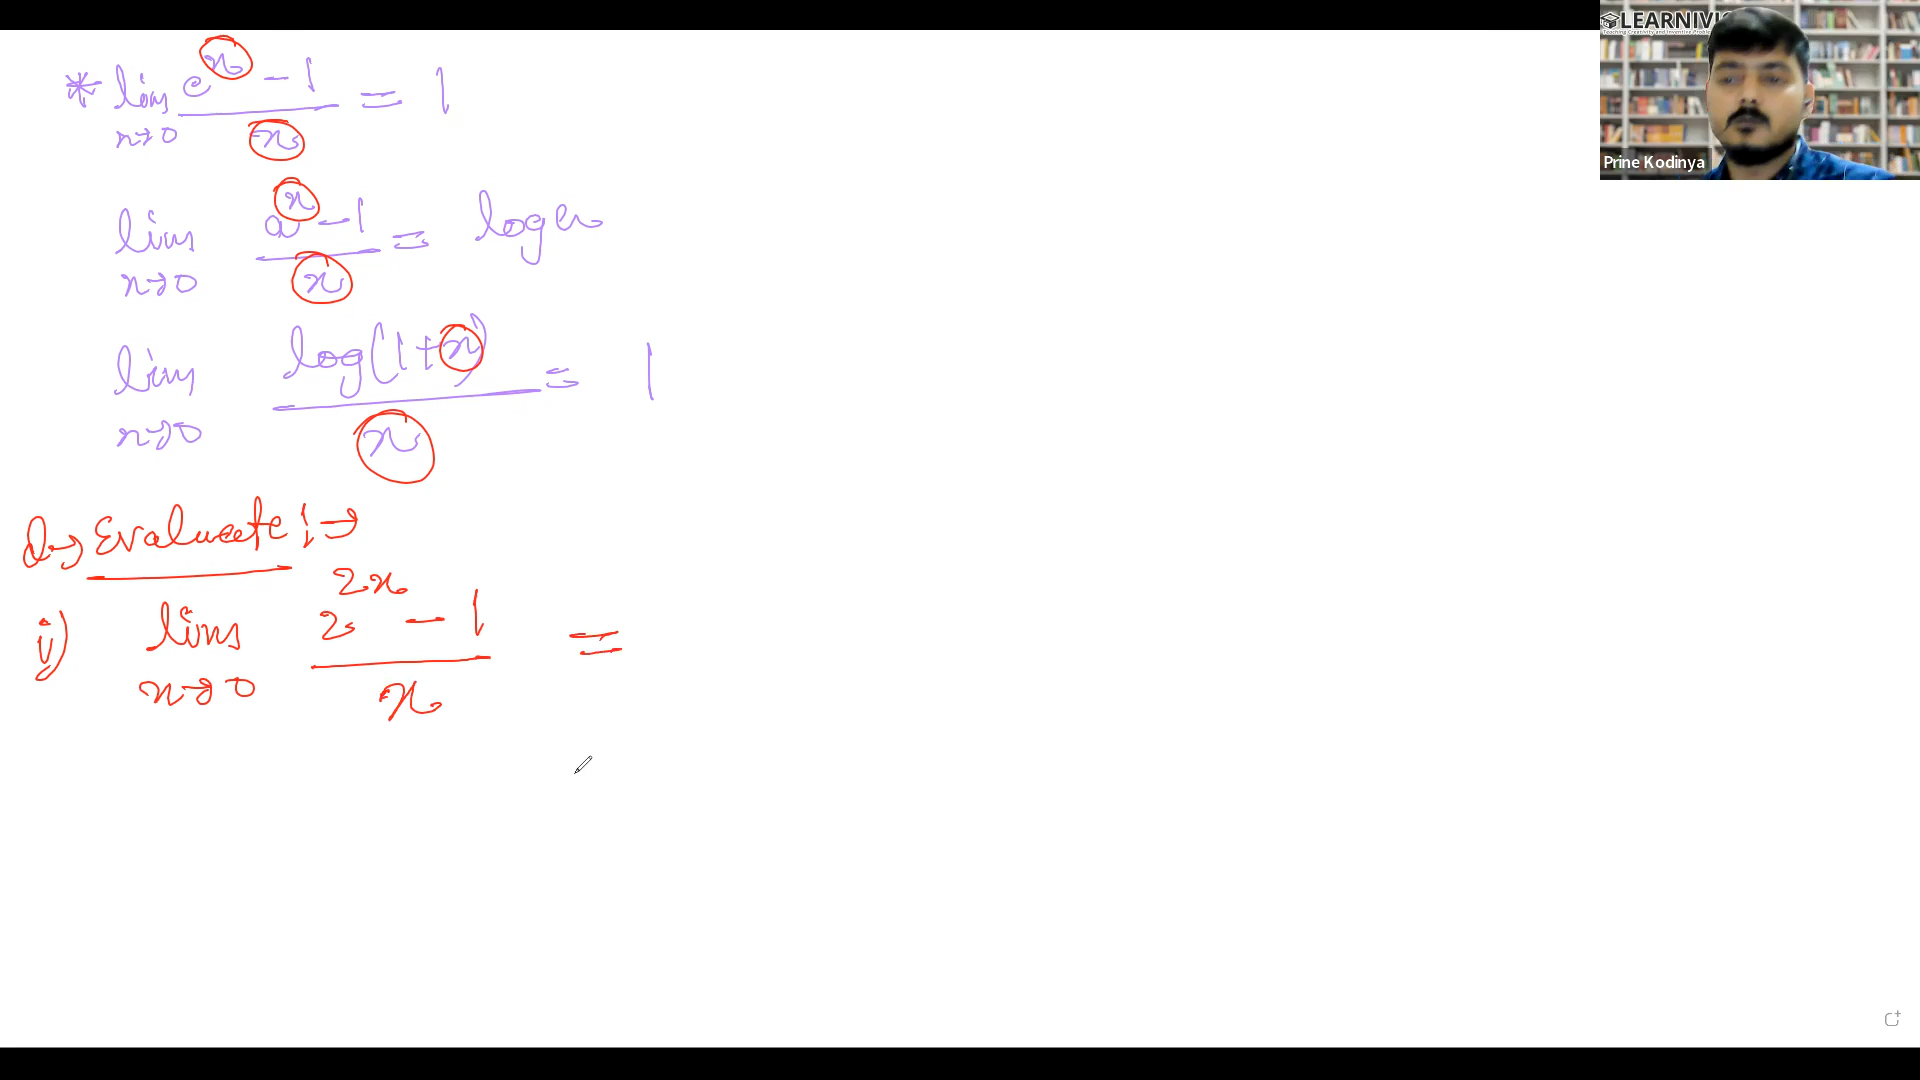 * lim e^x - 1 / x = 1
x→0
lim a^x - 1 / x = log a
x→0
lim log(1+x) / x = 1
x→0
Q→ Evaluate :→
i) lim 2^2x - 1 / x =
x→0
LEARNIVI
Prine Kodinya